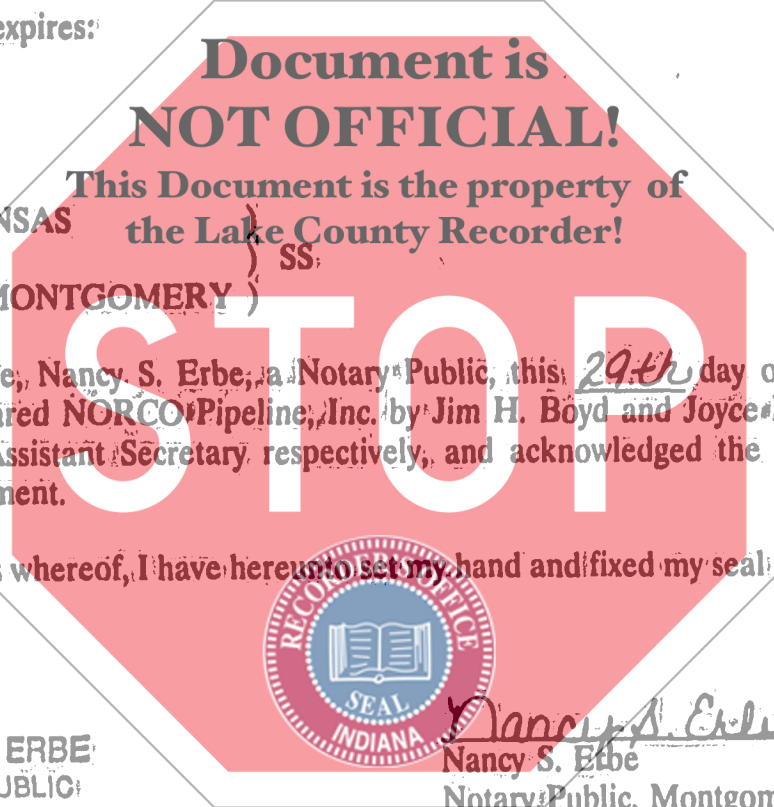 expires:
Document is
NOT OFFICIAL!
This Document is the property of
the Lake County Recorder!
NSAS )
) SS
MONTGOMERY )
STOP
e, Nancy S. Erbe, a Notary Public, this 29th day o
red NORCO Pipeline, Inc. by Jim H. Boyd and Joyce
Assistant Secretary respectively, and acknowledged the
ment.
s whereof, I have hereunto set my hand and fixed my seal
RECORDER'S OFFICE
SEAL
INDIANA
Nancy S. Erbe
ERBE
Nancy S. Erbe
UBLIC
Notary Public, Montgom